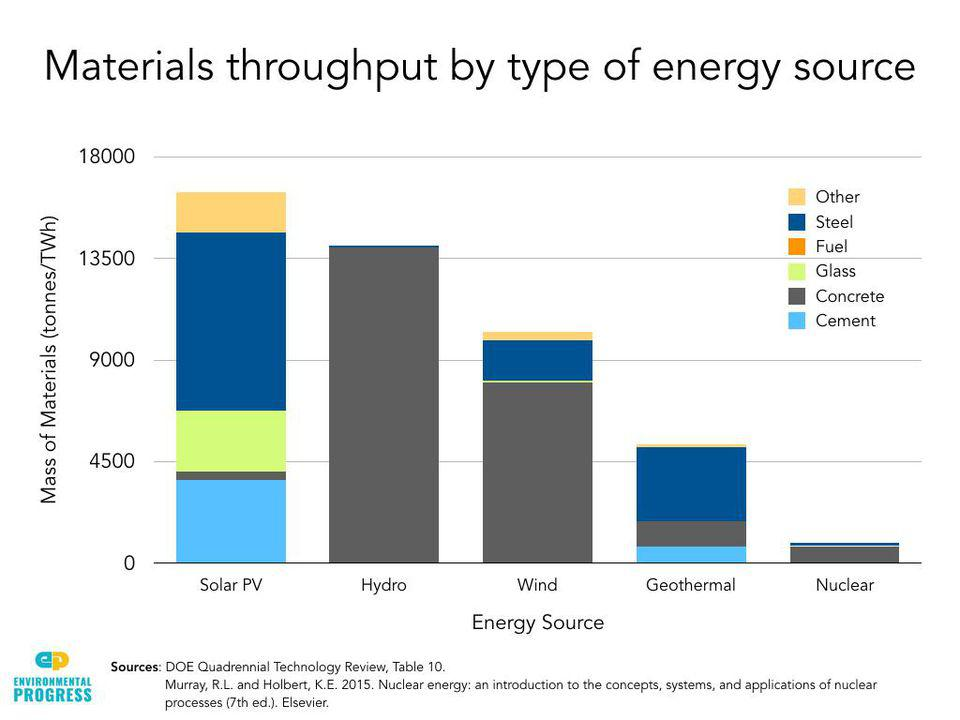 Materials throughput by type of energy source
18000
13500
9000
4500
0
Mass of Materials (tonnes/TWh)
Other
Steel
Fuel
Glass
Concrete
Cement
Solar PV
Hydro
Wind
Geothermal
Nuclear
Energy Source
ep
ENVIRONMENTAL
PROGRESS
Sources: DOE Quadrennial Technology Review, Table 10.
Murray, R.L. and Holbert, K.E. 2015. Nuclear energy: an introduction to the concepts, systems, and applications of nuclear
processes (7th ed.). Elsevier.